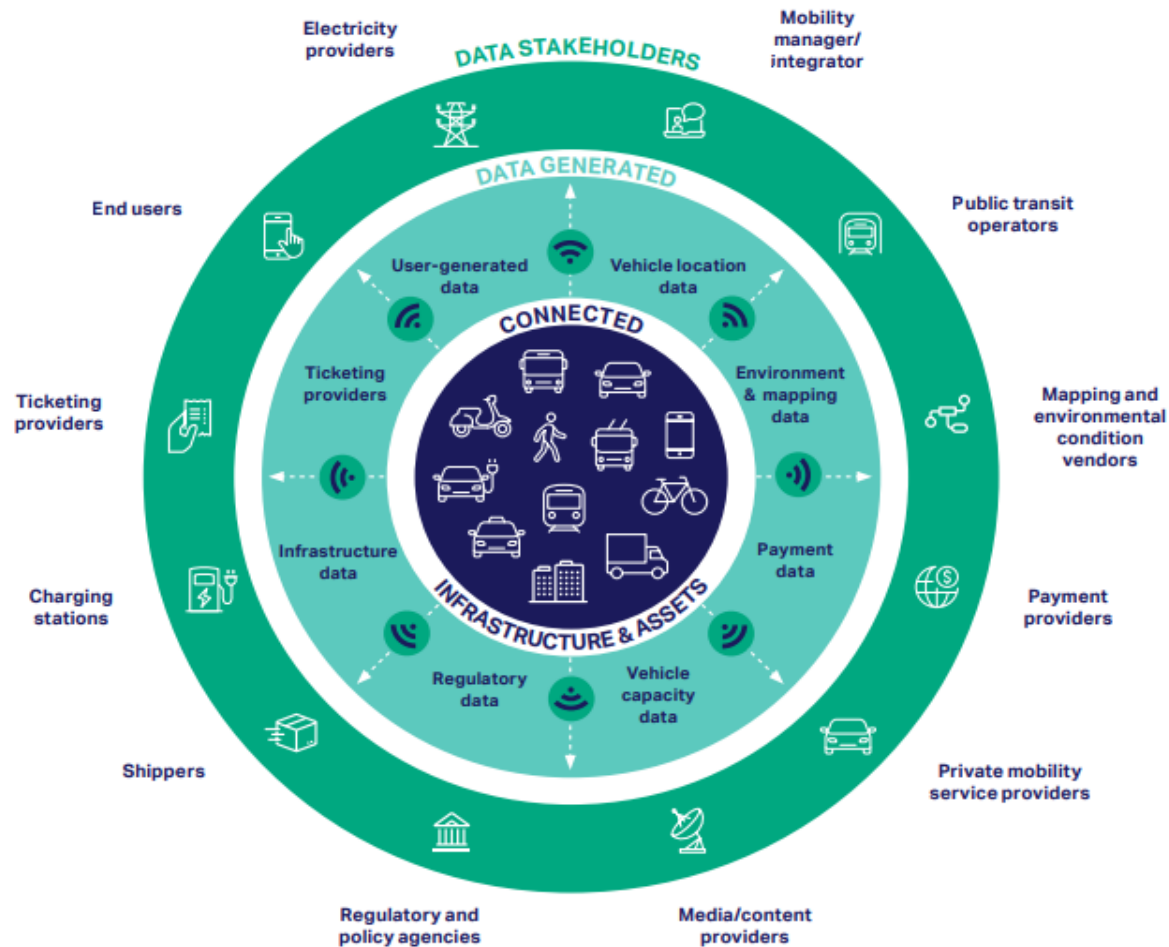 Electricity
providers
DATA STAKEHOLDERS
Mobility
manager/
integrator
DATA GENERATED
End users
Public transit
operators
User-generated
data
Vehicle location
data
CONNECTED
Ticketing
providers
Ticketing
providers
Environment
& mapping
data
Mapping and
environmental
condition
vendors
Infrastructure
data
Payment
data
Charging
stations
Payment
providers
INFRASTRUCTURE & ASSETS
Regulatory
data
Vehicle
capacity
data
Shippers
Private mobility
service providers
Regulatory and
policy agencies
Media/content
providers
$